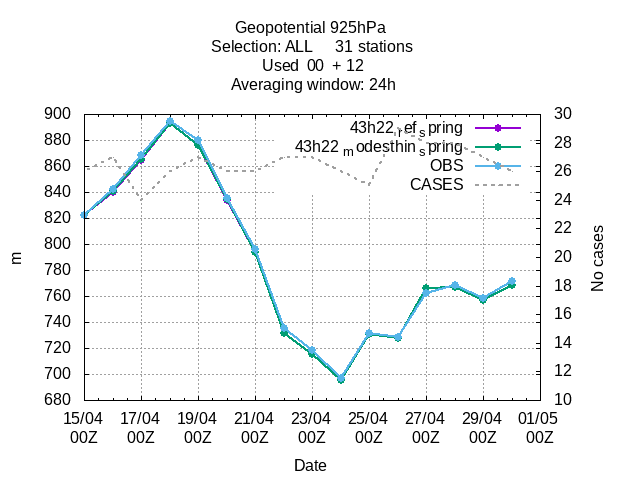 Geopotential 925hPa
Selection: ALL     31 stations
Used  00  + 12
Averaging window: 24h
43h22_ref_spring
43h22_modesthin_spring
OBS
CASES
900
880
860
840
820
800
780
760
740
720
700
680
30
28
26
24
22
20
18
16
14
12
10
m
No cases
15/04 17/04 19/04 21/04 23/04 25/04 27/04 29/04 01/05
00Z 00Z 00Z 00Z 00Z 00Z 00Z 00Z 00Z
Date